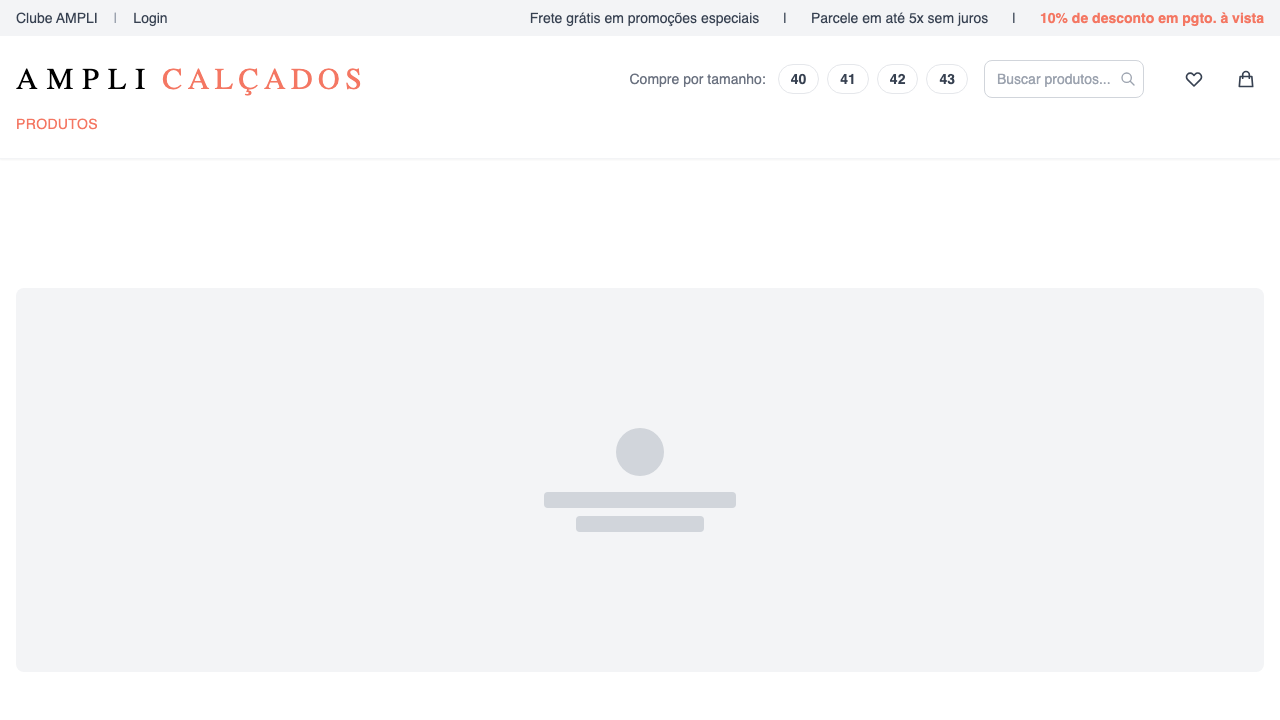 Clube AMPLI | Login Frete grátis em promoções especiais | Parcele em até 5x sem juros | 10% de desconto em pgto. à vista
AMPLI CALÇADOS Compre por tamanho: 40 41 42 43 Buscar produtos...
PRODUTOS